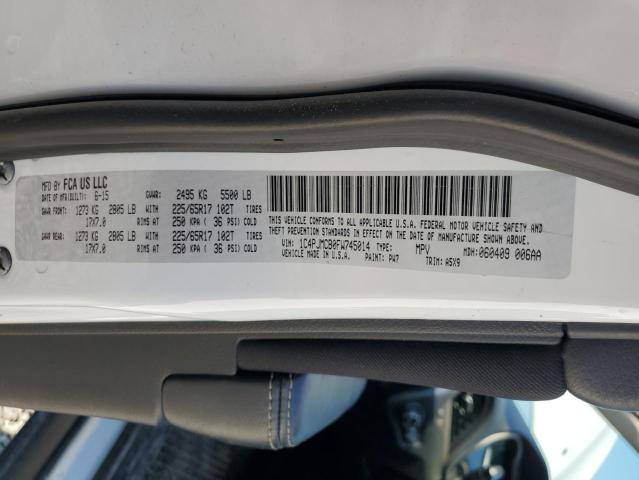 MFD BY FCA US LLC
DATE OF MFR(BUILT): 6-15 GVWR: 2495 KG 5500 LB
GAWR FRONT: 1273 KG 2805 LB WITH 225/65R17 102T TIRES
17X7.0 RIMS AT 250 KPA ( 36 PSI) COLD
GAWR REAR: 1273 KG 2805 LB WITH 225/65R17 102T TIRES
17X7.0 RIMS AT 250 KPA ( 36 PSI) COLD
THIS VEHICLE CONFORMS TO ALL APPLICABLE U.S.A. FEDERAL MOTOR VEHICLE SAFETY AND
THEFT PREVENTION STANDARDS IN EFFECT ON THE DATE OF MANUFACTURE SHOWN ABOVE.
VIN: 1C4PJMCB0FW745014 TYPE: MPV MDH: 060409 006AA
VEHICLE MADE IN U.S.A. PAINT: PW7 TRIM: A5X9